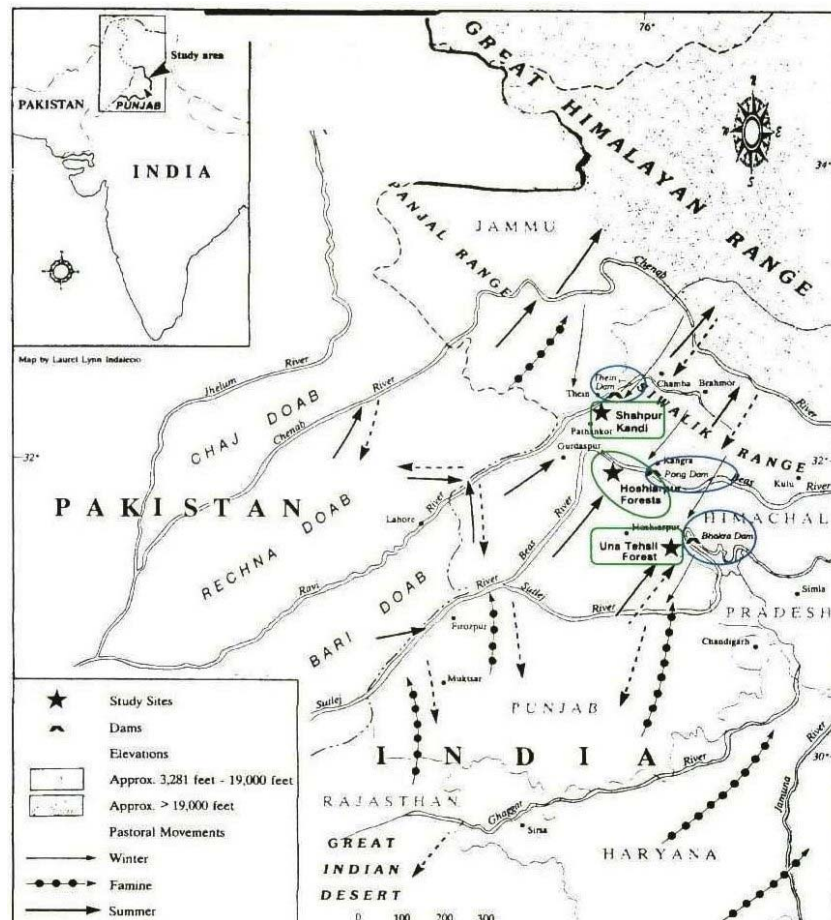 Study area
PAKISTAN
PUNJAB
INDIA
Map by Laurel Lynn Indalecio
76°
GREAT HIMALAYAN RANGE
34°
PANJAL RANGE
JAMMU
Chenab
River
Jhelum River
CHAJ DOAB
Chenab River
Thein Dam
Thein
Chamba
Brahmor
SIWALIK RANGE
Shahpur
Kandi
Pathankot
Gurdaspur
32°
32°
PAKISTAN
Kangra
Pong Dam
Beas River
Kulu
Hoshiarpur
Forests
HIMACHAL
PRADESH
Lahore
RECHNA DOAB
Ravi River
Beas River
Hoshiarpur
Una Tehsil
Forest
Bhakra Dam
Simla
BARI DOAB
River
Sutlej
River
Firozpur
Chandigarh
Muktsar
Sutlej
PUNJAB
INDIA
30°
RAJASTHAN
Ghaggar River
Jamuna River
Sirsa
GREAT
INDIAN
DESERT
HARYANA
Study Sites
Dams
Elevations
Approx. 3,281 feet - 19,000 feet
Approx. > 19,000 feet
Pastoral Movements
Winter
Famine
Summer
0 100 200 300
N
E
S